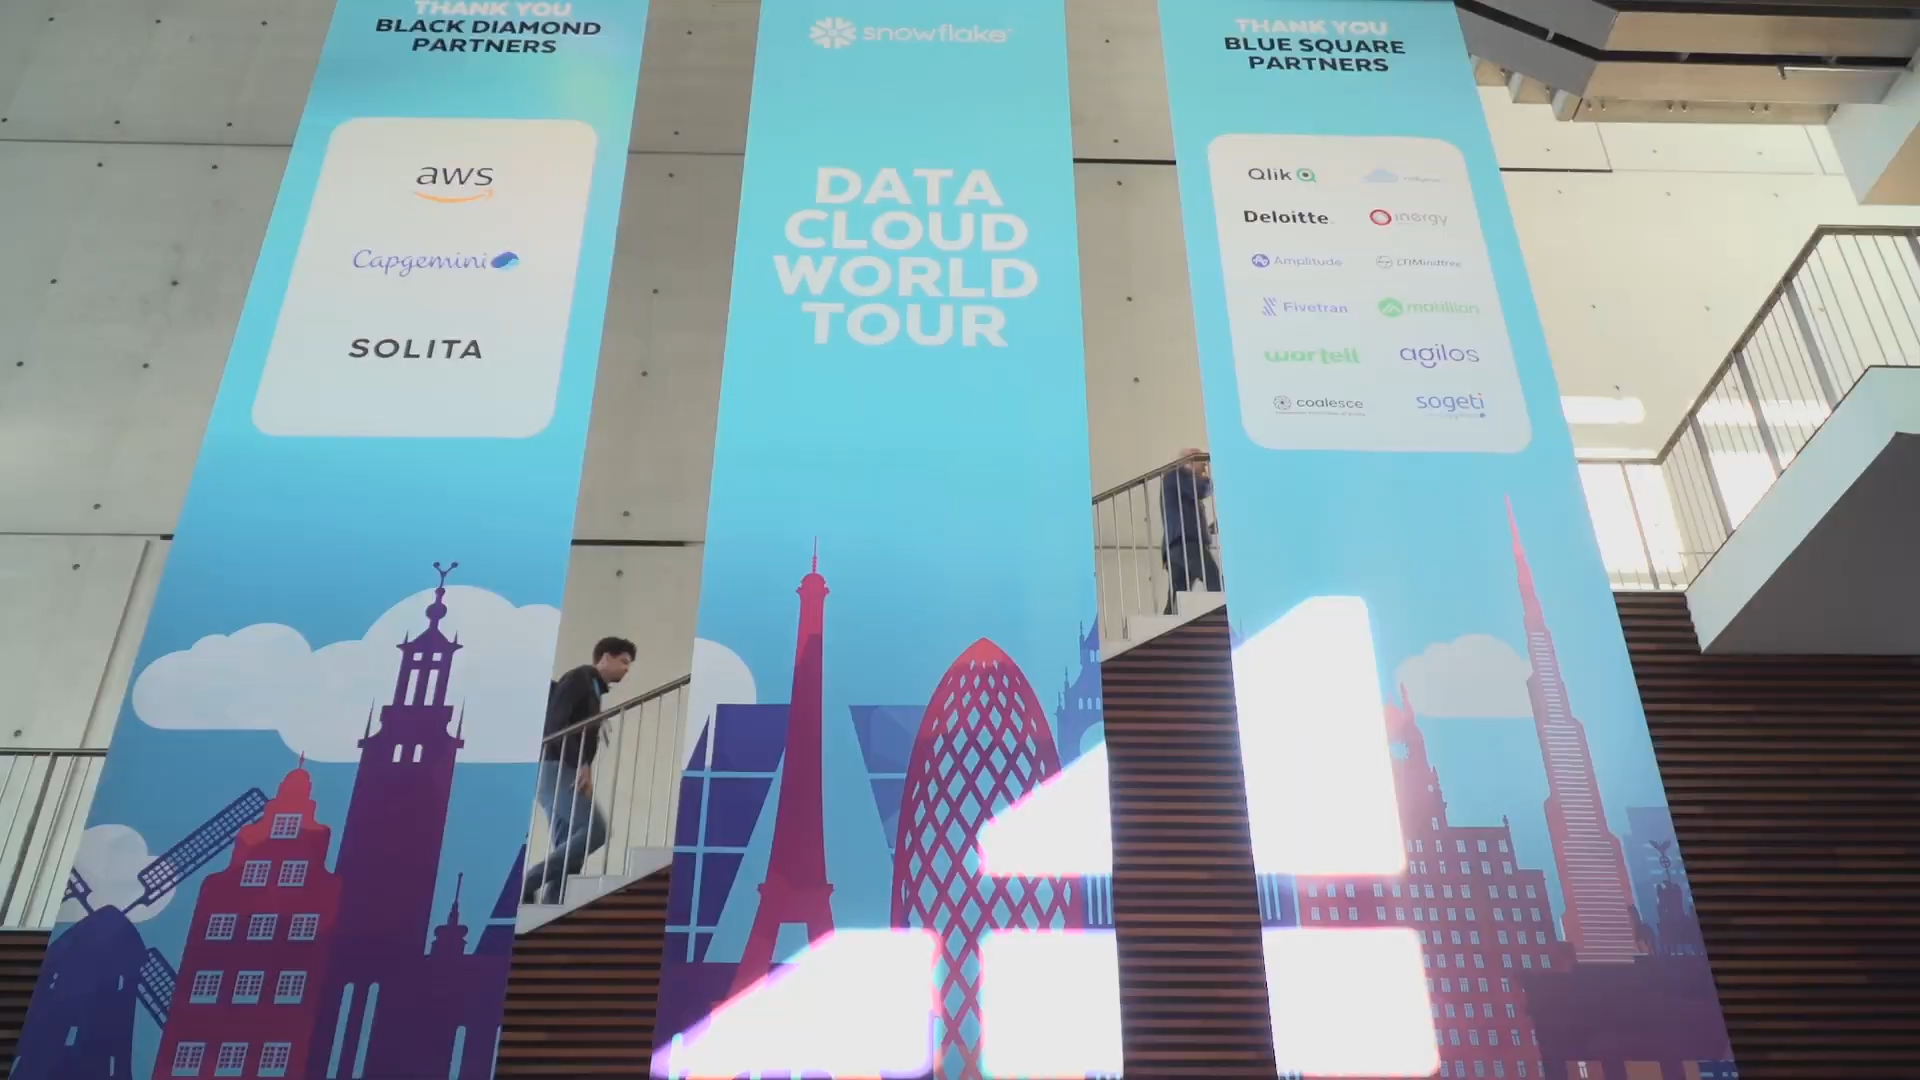 THANK YOU
BLACK DIAMOND
PARTNERS
aws
Capgemini
SOLITA
snowflake
DATA
CLOUD
WORLD
TOUR
THANK YOU
BLUE SQUARE
PARTNERS
Qlik
Deloitte.
inergy
Amplitude
LTIMindtree
Fivetran
matillion
wortell
agilos
coalesce
sogeti